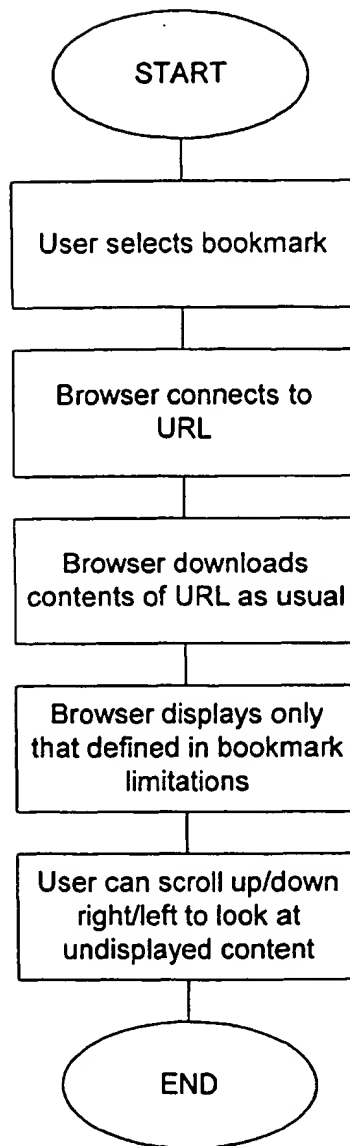 START
User selects bookmark
Browser connects to
URL
Browser downloads
contents of URL as usual
Browser displays only
that defined in bookmark
limitations
User can scroll up/down
right/left to look at
undisplayed content
END